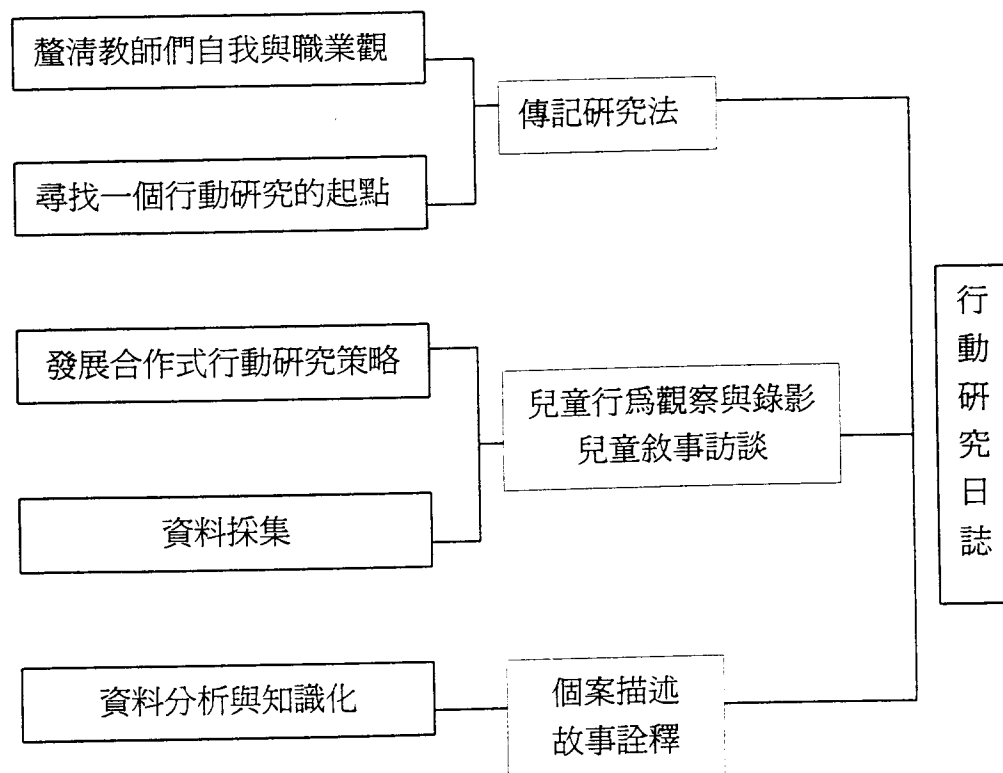 釐清教師們自我與職業觀
傳記研究法
尋找一個行動研究的起點
發展合作式行動研究策略
兒童行為觀察與錄影
兒童敘事訪談
資料採集
資料分析與知識化
個案描述
故事詮釋
行動研究日誌